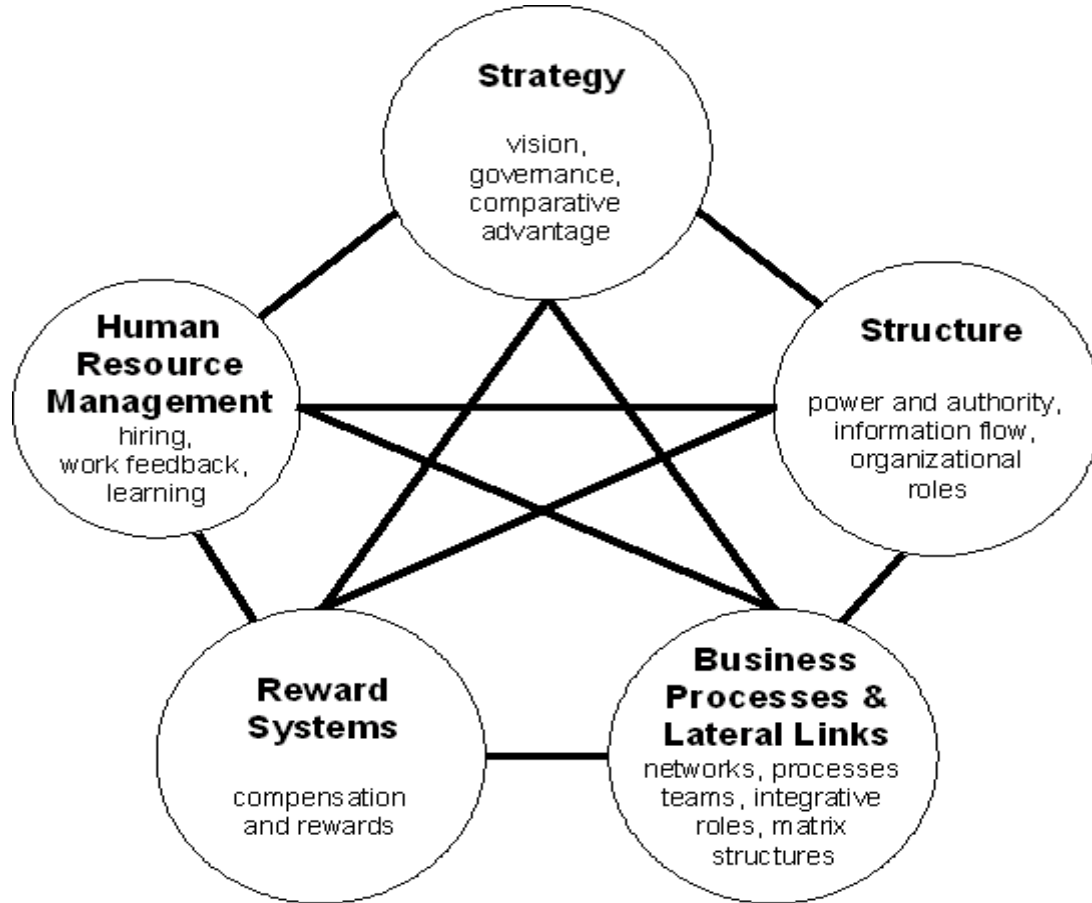 Strategy
vision,
governance,
comparative
advantage
Human
Resource
Management
hiring,
work feedback,
learning
Structure
power and authority,
information flow,
organizational
roles
Reward
Systems
compensation
and rewards
Business
Processes &
Lateral Links
networks, processes
teams, integrative
roles, matrix
structures